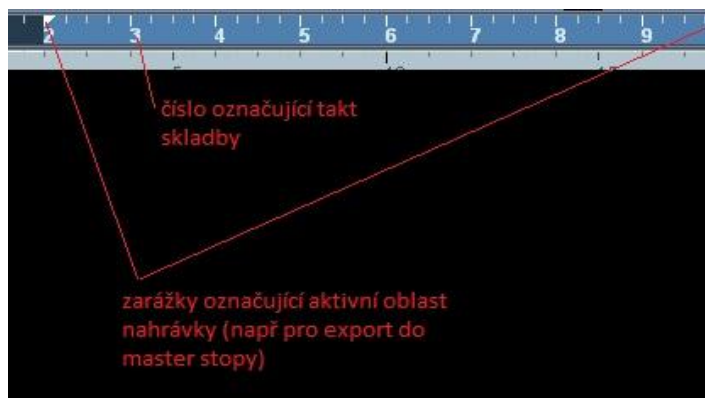 2 3 4 5 6 7 8 9
číslo označující takt
skladby
zarážky označující aktivní oblast
nahrávky (např pro export do
master stopy)